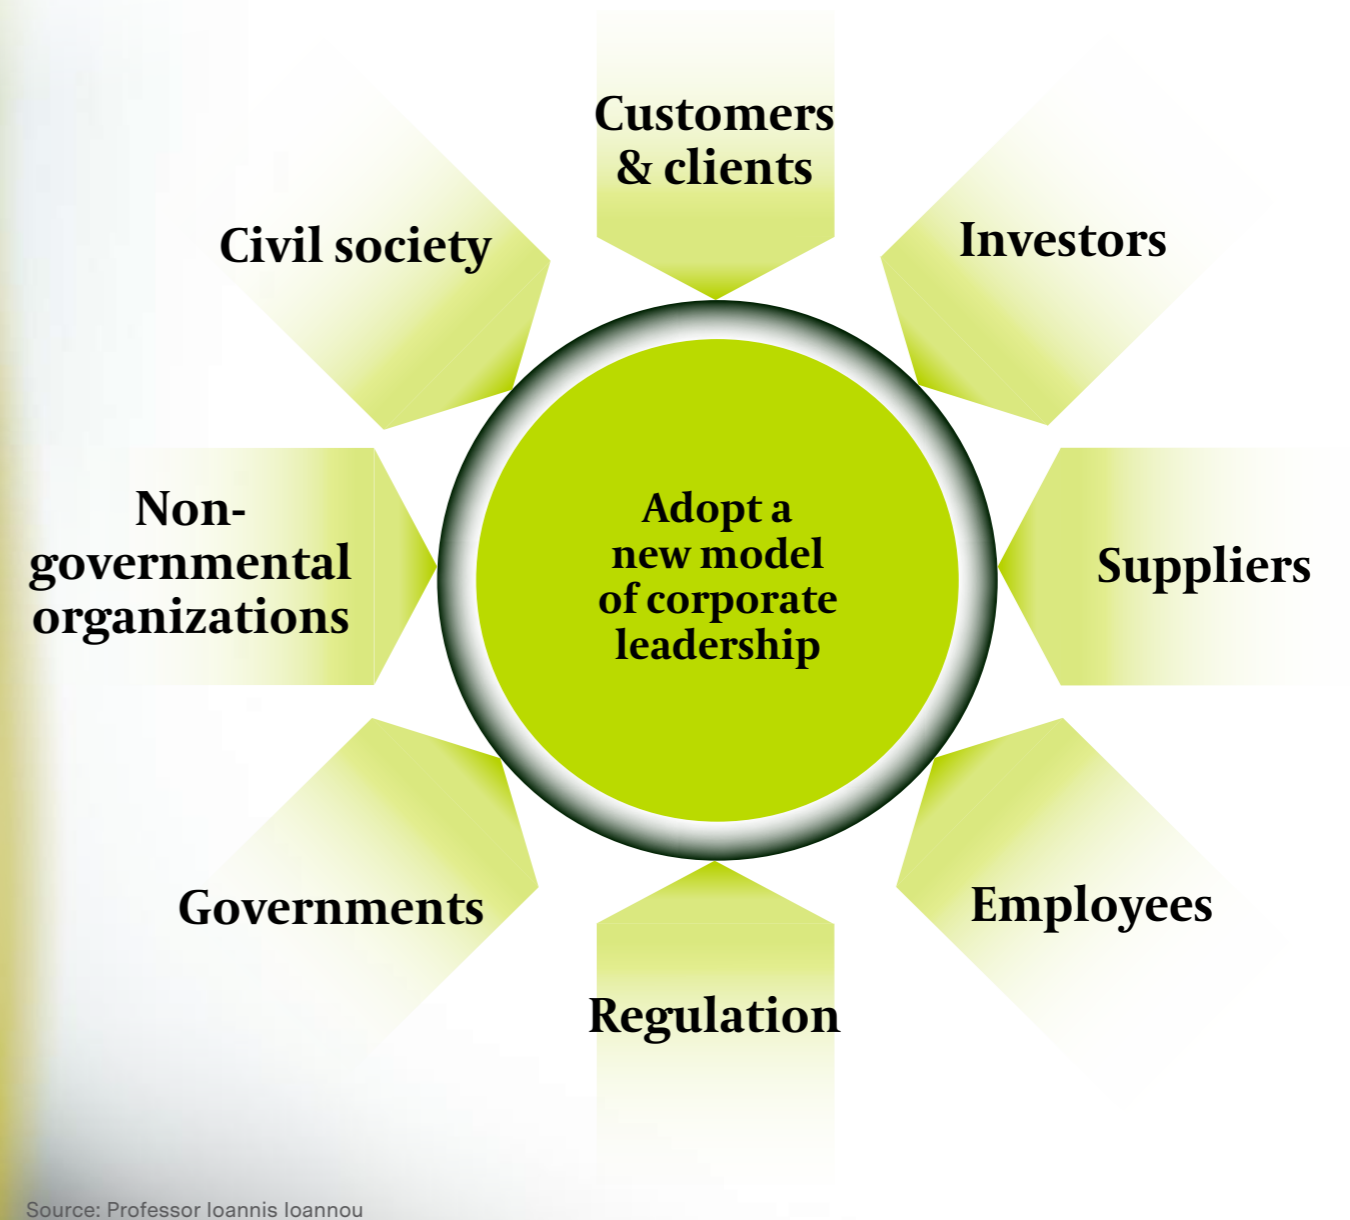 Customers
& clients
Investors
Suppliers
Employees
Regulation
Governments
Non-
governmental
organizations
Civil society
Adopt a
new model
of corporate
leadership
Source: Professor Ioannis Ioannou